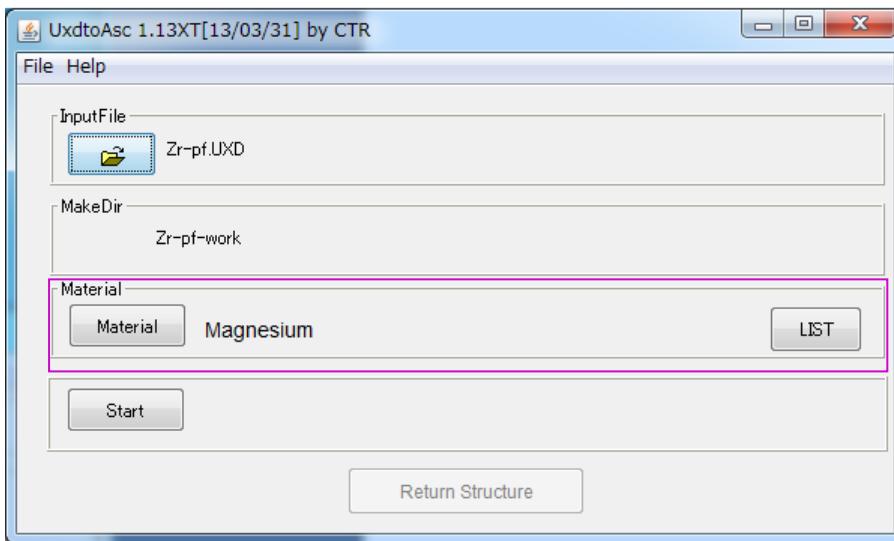 UxdtoAsc 1.13XT[13/03/31] by CTR
File Help
InputFile
Zr-pf.UXD
MakeDir
Zr-pf-work
Material
Material Magnesium LIST
Start
Return Structure